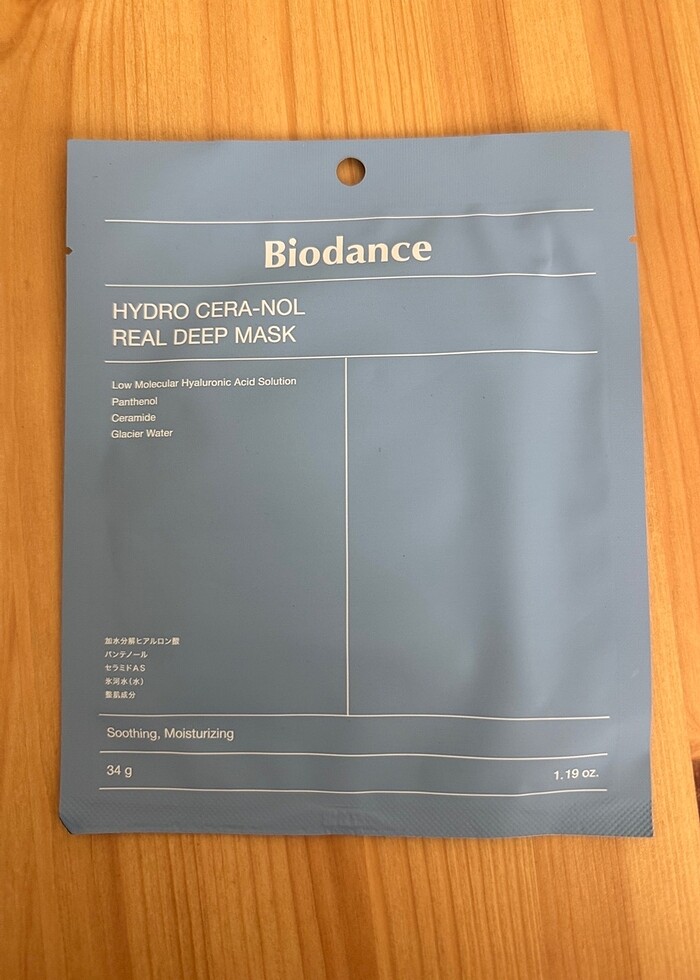 Biodance
HYDRO CERA-NOL
REAL DEEP MASK
Low Molecular Hyaluronic Acid Solution
Panthenol
Ceramide
Glacier Water
加水分解ヒアルロン酸
パンテノール
セラミドAS
氷河水(水)
整肌成分
Soothing, Moisturizing
34 g
1.19 oz.